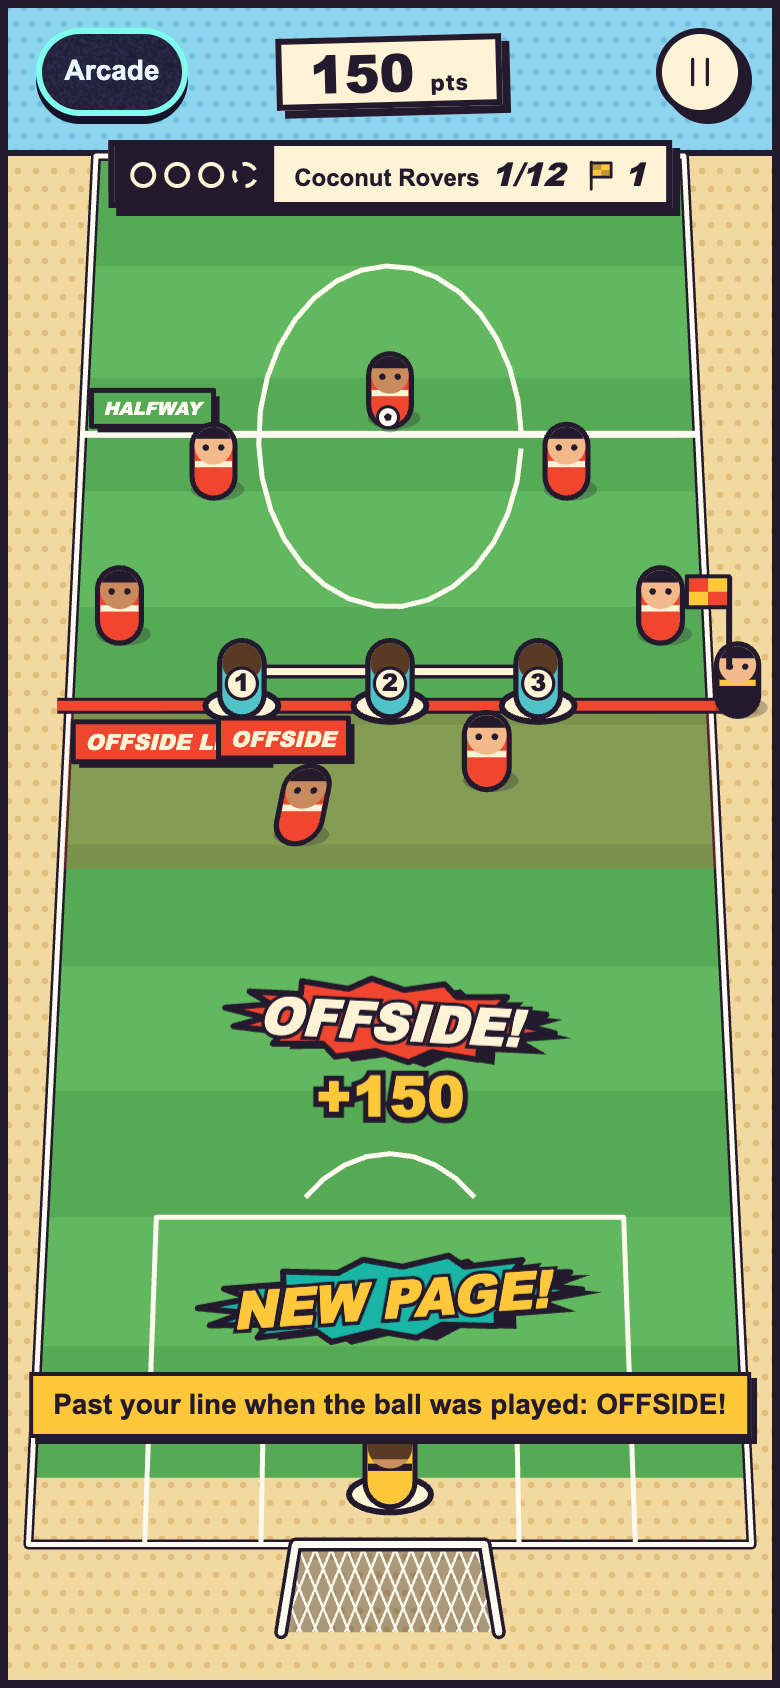 Arcade
150 pts
Coconut Rovers 1/12 1
HALFWAY
1 2 3
OFFSIDE L
OFFSIDE
OFFSIDE!
+150
NEW PAGE!
Past your line when the ball was played: OFFSIDE!